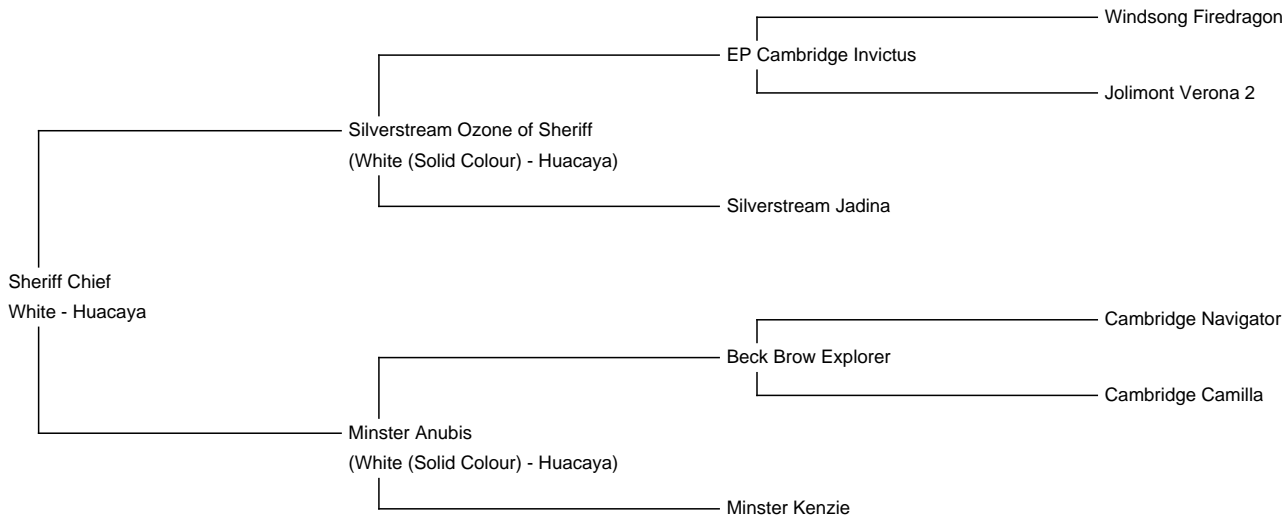 Windsong Firedragon
EP Cambridge Invictus
Jolimont Verona 2
Silverstream Ozone of Sheriff
(White (Solid Colour) - Huacaya)
Silverstream Jadina
Sheriff Chief
White - Huacaya
Cambridge Navigator
Beck Brow Explorer
Cambridge Camilla
Minster Anubis
(White (Solid Colour) - Huacaya)
Minster Kenzie